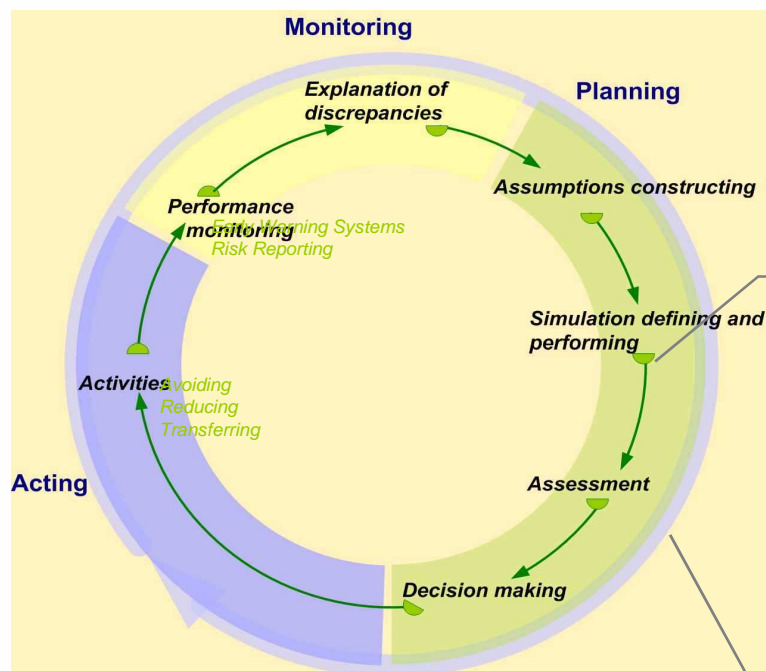 Monitoring
Explanation of
discrepancies
Planning
Assumptions constructing
Performance
monitoring
Early Warning Systems
Risk Reporting
Simulation defining and
performing
Activities
Avoiding
Reducing
Transferring
Acting
Assessment
Decision making